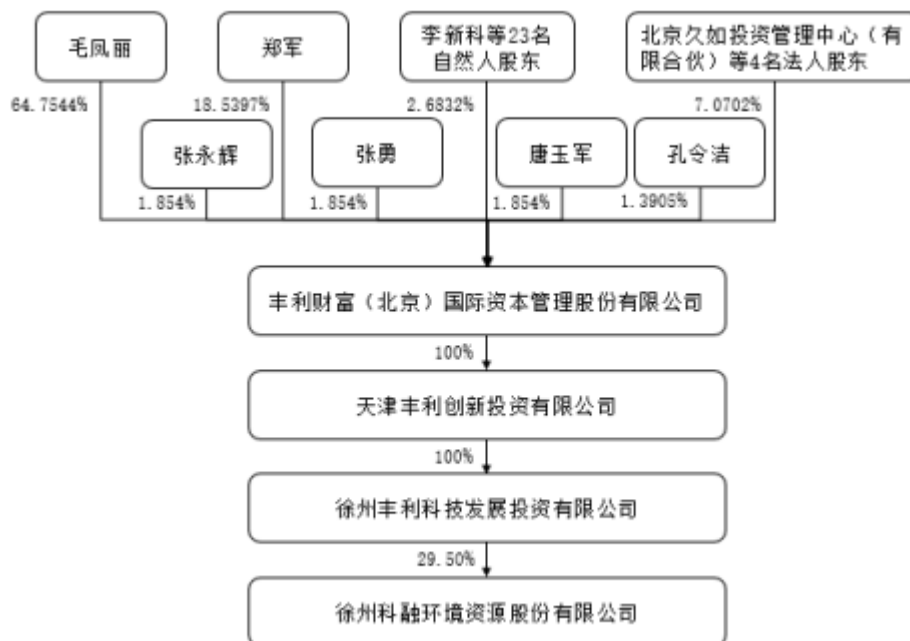 毛凤丽
郑军
李新科等23名
自然人股东
北京久如投资管理中心（有
限合伙）等4名法人股东
64.7544%
18.5397%
2.6832%
7.0702%
张永辉
张勇
唐玉军
孔令洁
1.854%
1.854%
1.854%
1.3905%
丰利财富（北京）国际资本管理股份有限公司
100%
天津丰利创新投资有限公司
100%
徐州丰利科技发展投资有限公司
29.50%
徐州科融环境资源股份有限公司